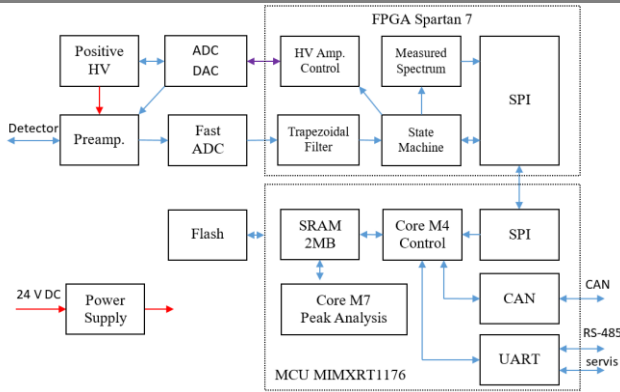 FPGA Spartan 7
Positive
HV
ADC
DAC
HV Amp.
Control
Measured
Spectrum
SPI
Detector
Preamp.
Fast
ADC
Trapezoidal
Filter
State
Machine
Flash
SRAM
2MB
Core M4
Control
SPI
24 V DC
Power
Supply
Core M7
Peak Analysis
CAN
CAN
RS-485
UART
servis
MCU MIMXRT1176